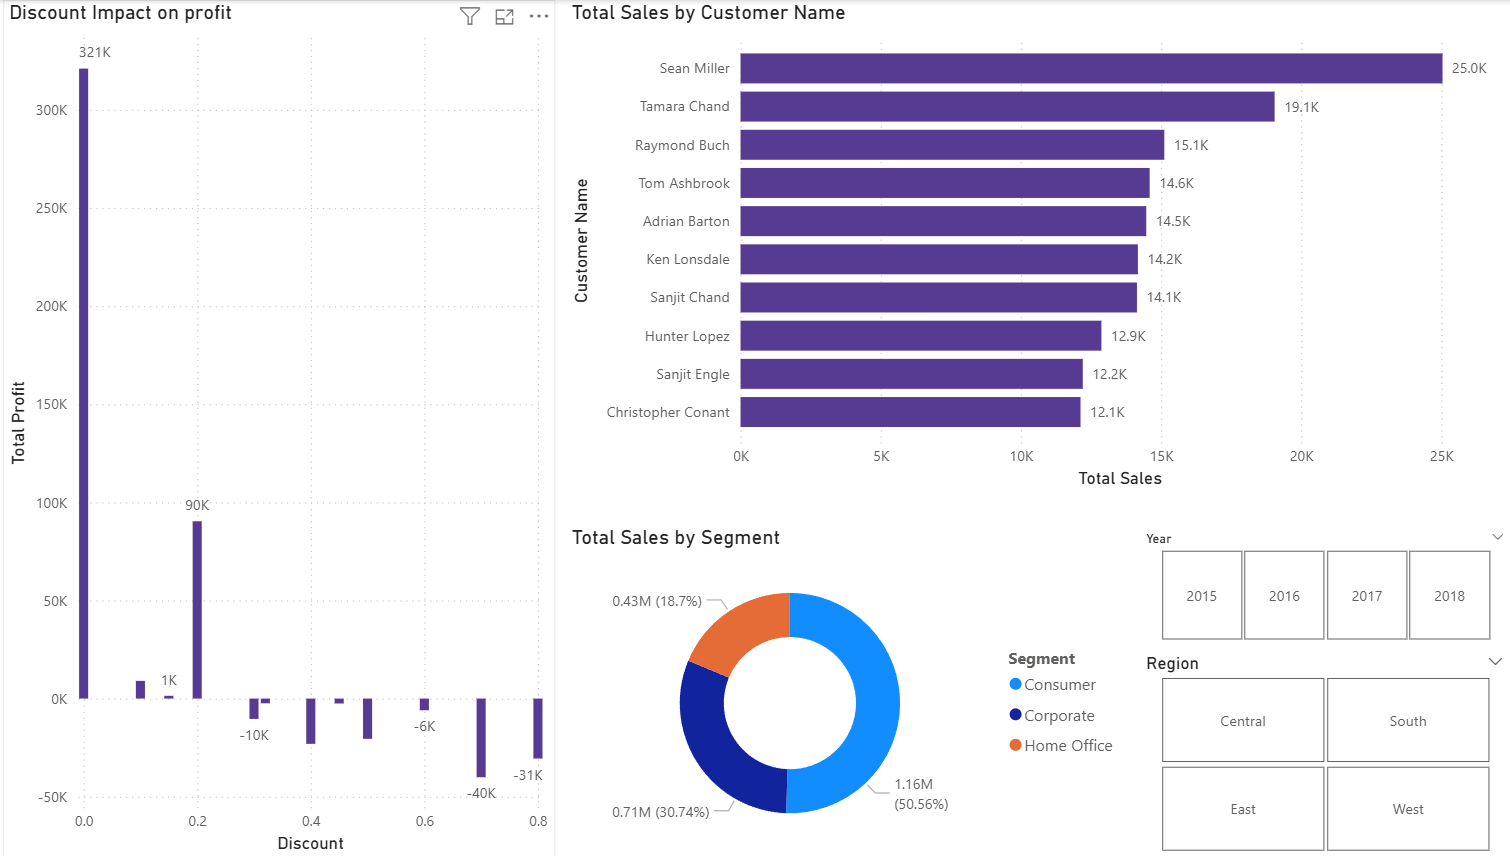 Discount Impact on profit
321K
300K
250K
200K
150K
100K
50K
0K
-50K
Total Profit
90K
1K
-10K
-6K
-40K
-31K
0.0
0.2
0.4
0.6
0.8
Discount
Total Sales by Customer Name
Customer Name
Sean Miller 25.0K
Tamara Chand 19.1K
Raymond Buch 15.1K
Tom Ashbrook 14.6K
Adrian Barton 14.5K
Ken Lonsdale 14.2K
Sanjit Chand 14.1K
Hunter Lopez 12.9K
Sanjit Engle 12.2K
Christopher Conant 12.1K
0K 5K 10K 15K 20K 25K
Total Sales
Total Sales by Segment
0.43M (18.7%)
0.71M (30.74%)
1.16M
(50.56%)
Segment
Consumer
Corporate
Home Office
Year
2015 2016 2017 2018
Region
Central South
East West